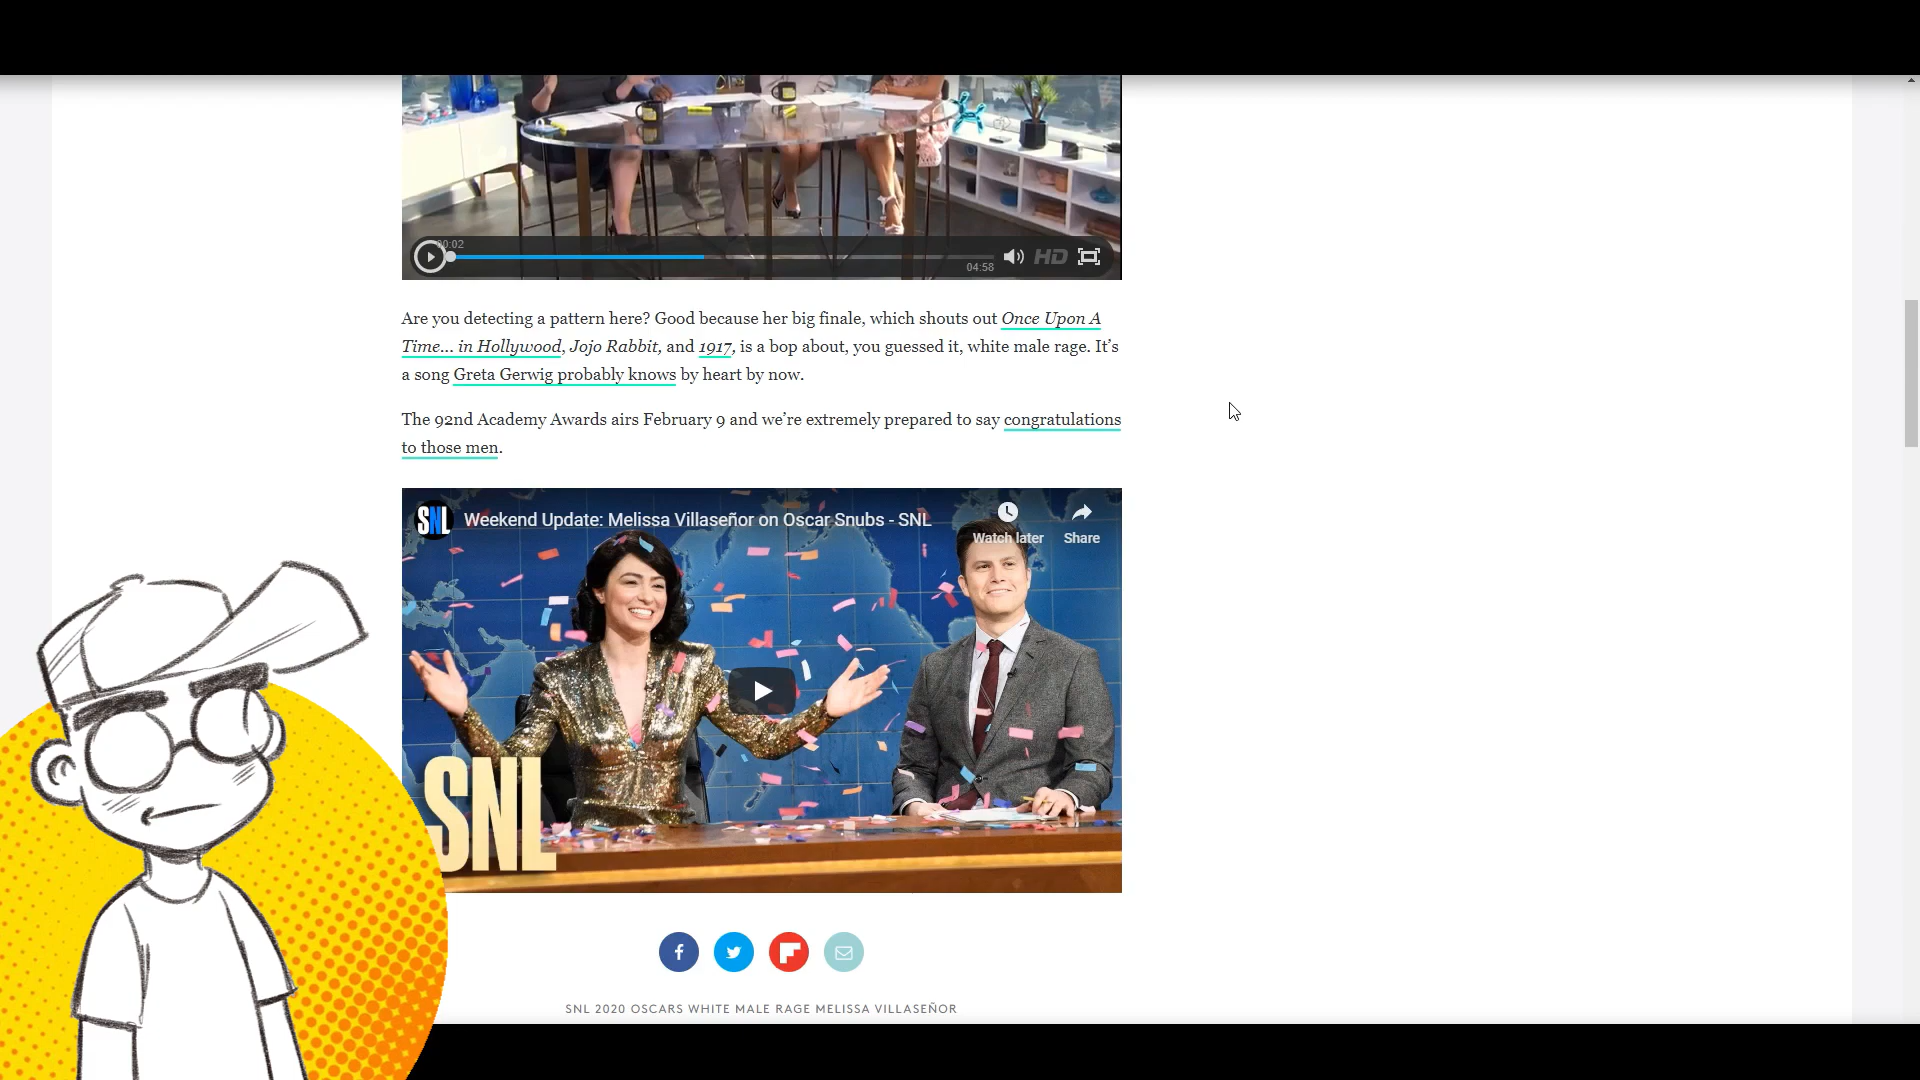 00:02
04:58
HD
Are you detecting a pattern here? Good because her big finale, which shouts out Once Upon A
Time... in Hollywood, Jojo Rabbit, and 1917, is a bop about, you guessed it, white male rage. It’s
a song Greta Gerwig probably knows by heart by now.
The 92nd Academy Awards airs February 9 and we’re extremely prepared to say congratulations
to those men.
SNL
Weekend Update: Melissa Villaseñor on Oscar Snubs - SNL
Watch later
Share
SNL
SNL 2020 OSCARS WHITE MALE RAGE MELISSA VILLASEÑOR